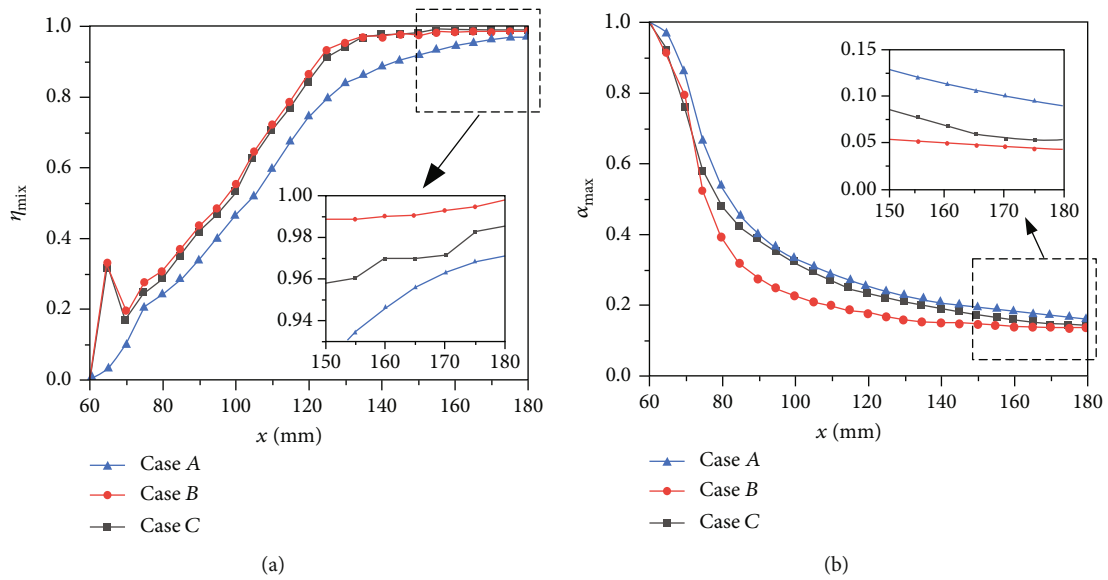 (a)
1.0
0.8
0.6
0.4
0.2
0.0
η_mix
60 80 100 120 140 160 180
x (mm)
1.00
0.98
0.96
0.94
150 160 170 180
Case A
Case B
Case C
(a)
1.0
0.8
0.6
0.4
0.2
0.0
α_max
60 80 100 120 140 160 180
x (mm)
0.15
0.10
0.05
0.00
150 160 170 180
Case A
Case B
Case C
(b)